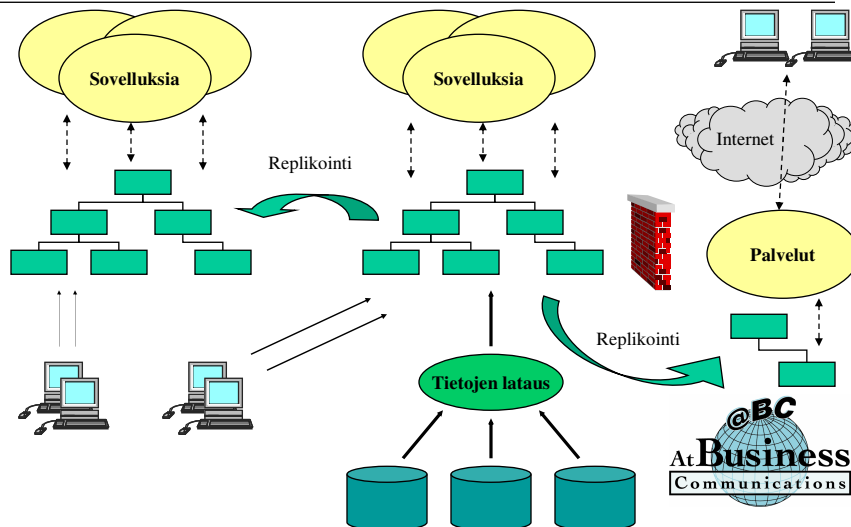 Sovelluksia
Sovelluksia
Replikointi
Internet
Palvelut
Replikointi
Tietojen lataus
@BC
At Business
Communications